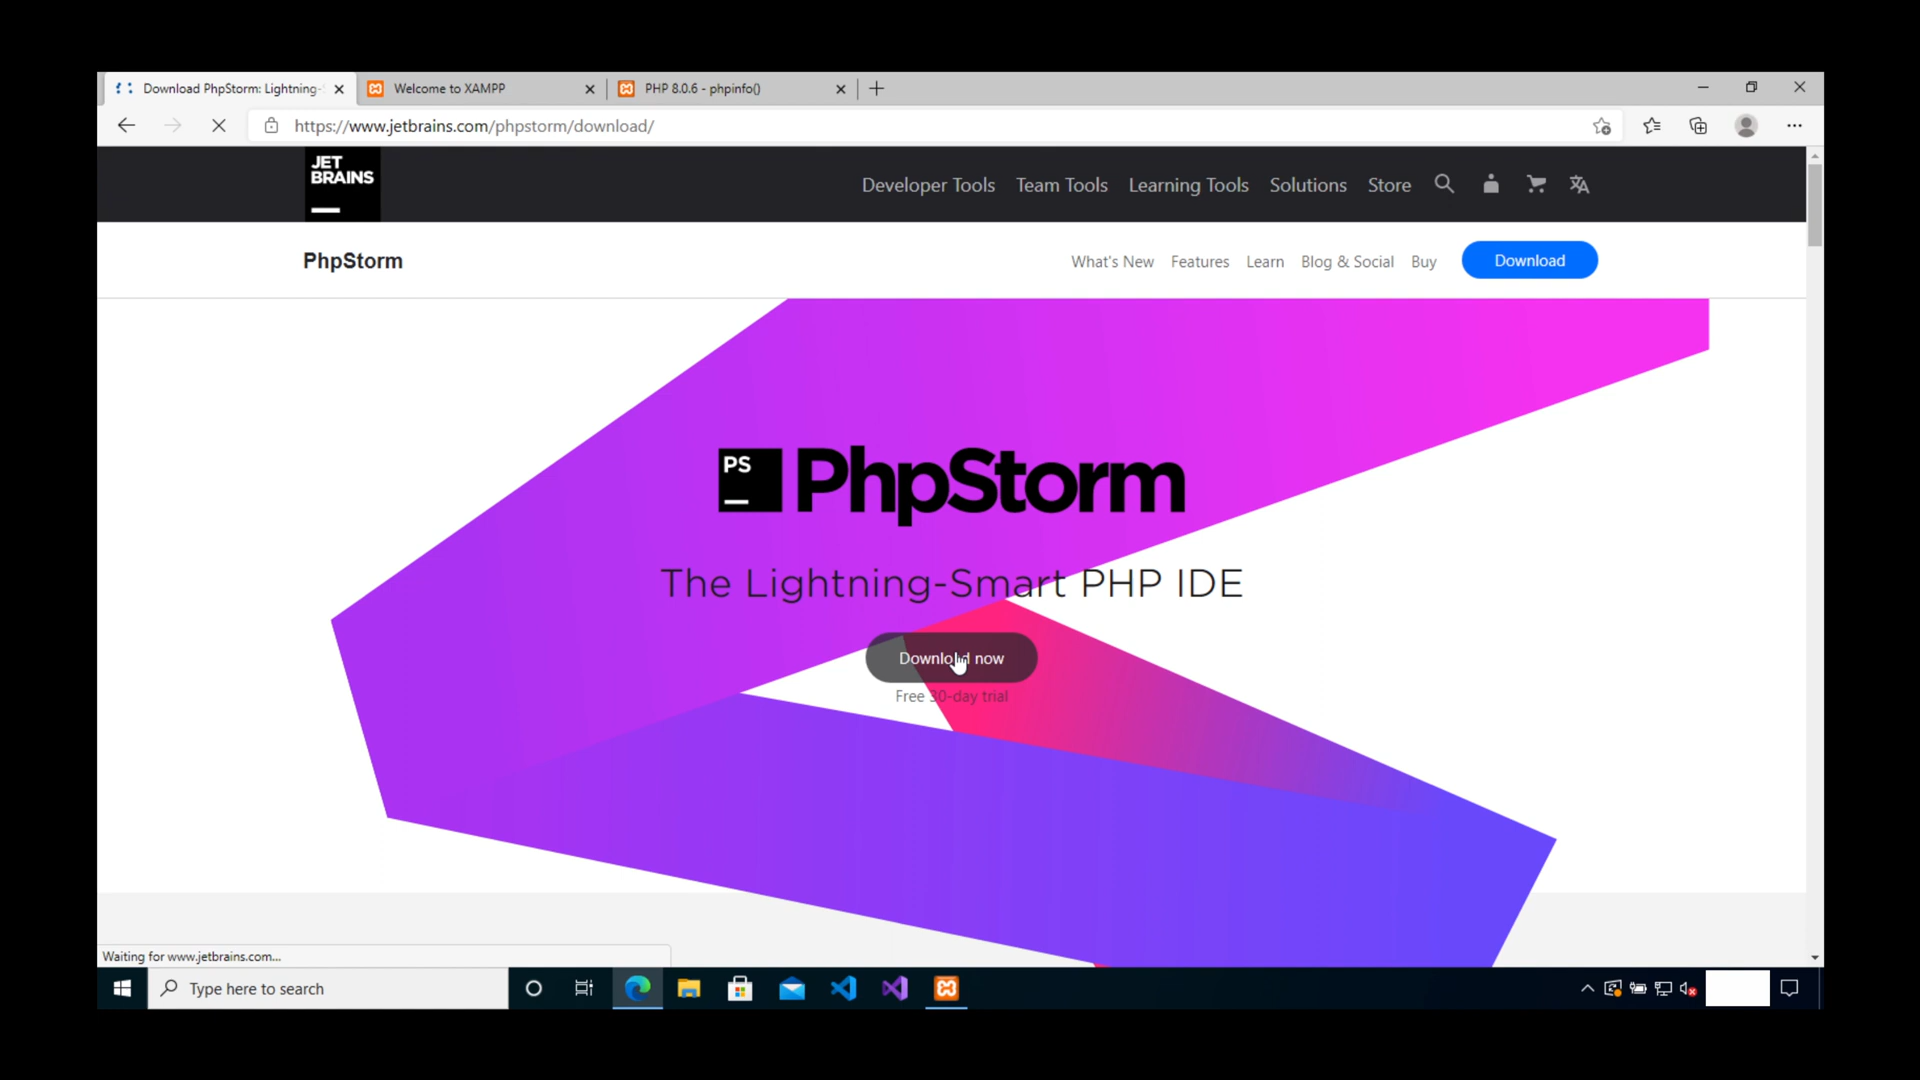 Download PhpStorm: Lightning-
Welcome to XAMPP
PHP 8.0.6 - phpinfo()
https://www.jetbrains.com/phpstorm/download/
JET
BRAINS
Developer Tools
Team Tools
Learning Tools
Solutions
Store
PhpStorm
What's New
Features
Learn
Blog & Social
Buy
Download
PS
PhpStorm
The Lightning-Smart PHP IDE
Download now
Free 30-day trial
Waiting for www.jetbrains.com...
Type here to search